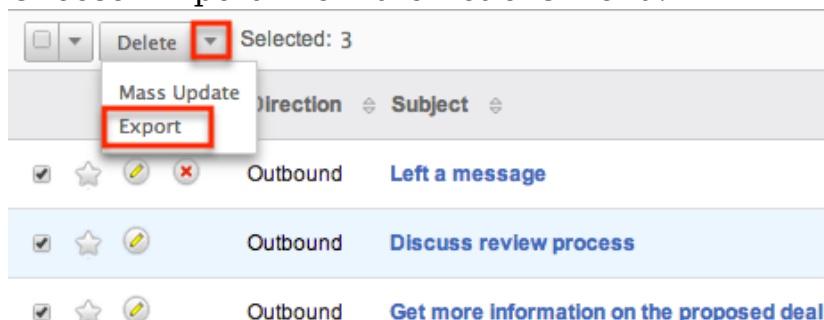 Delete Selected: 3
Mass Update
Export
Direction Subject
Outbound Left a message
Outbound Discuss review process
Outbound Get more information on the proposed deal